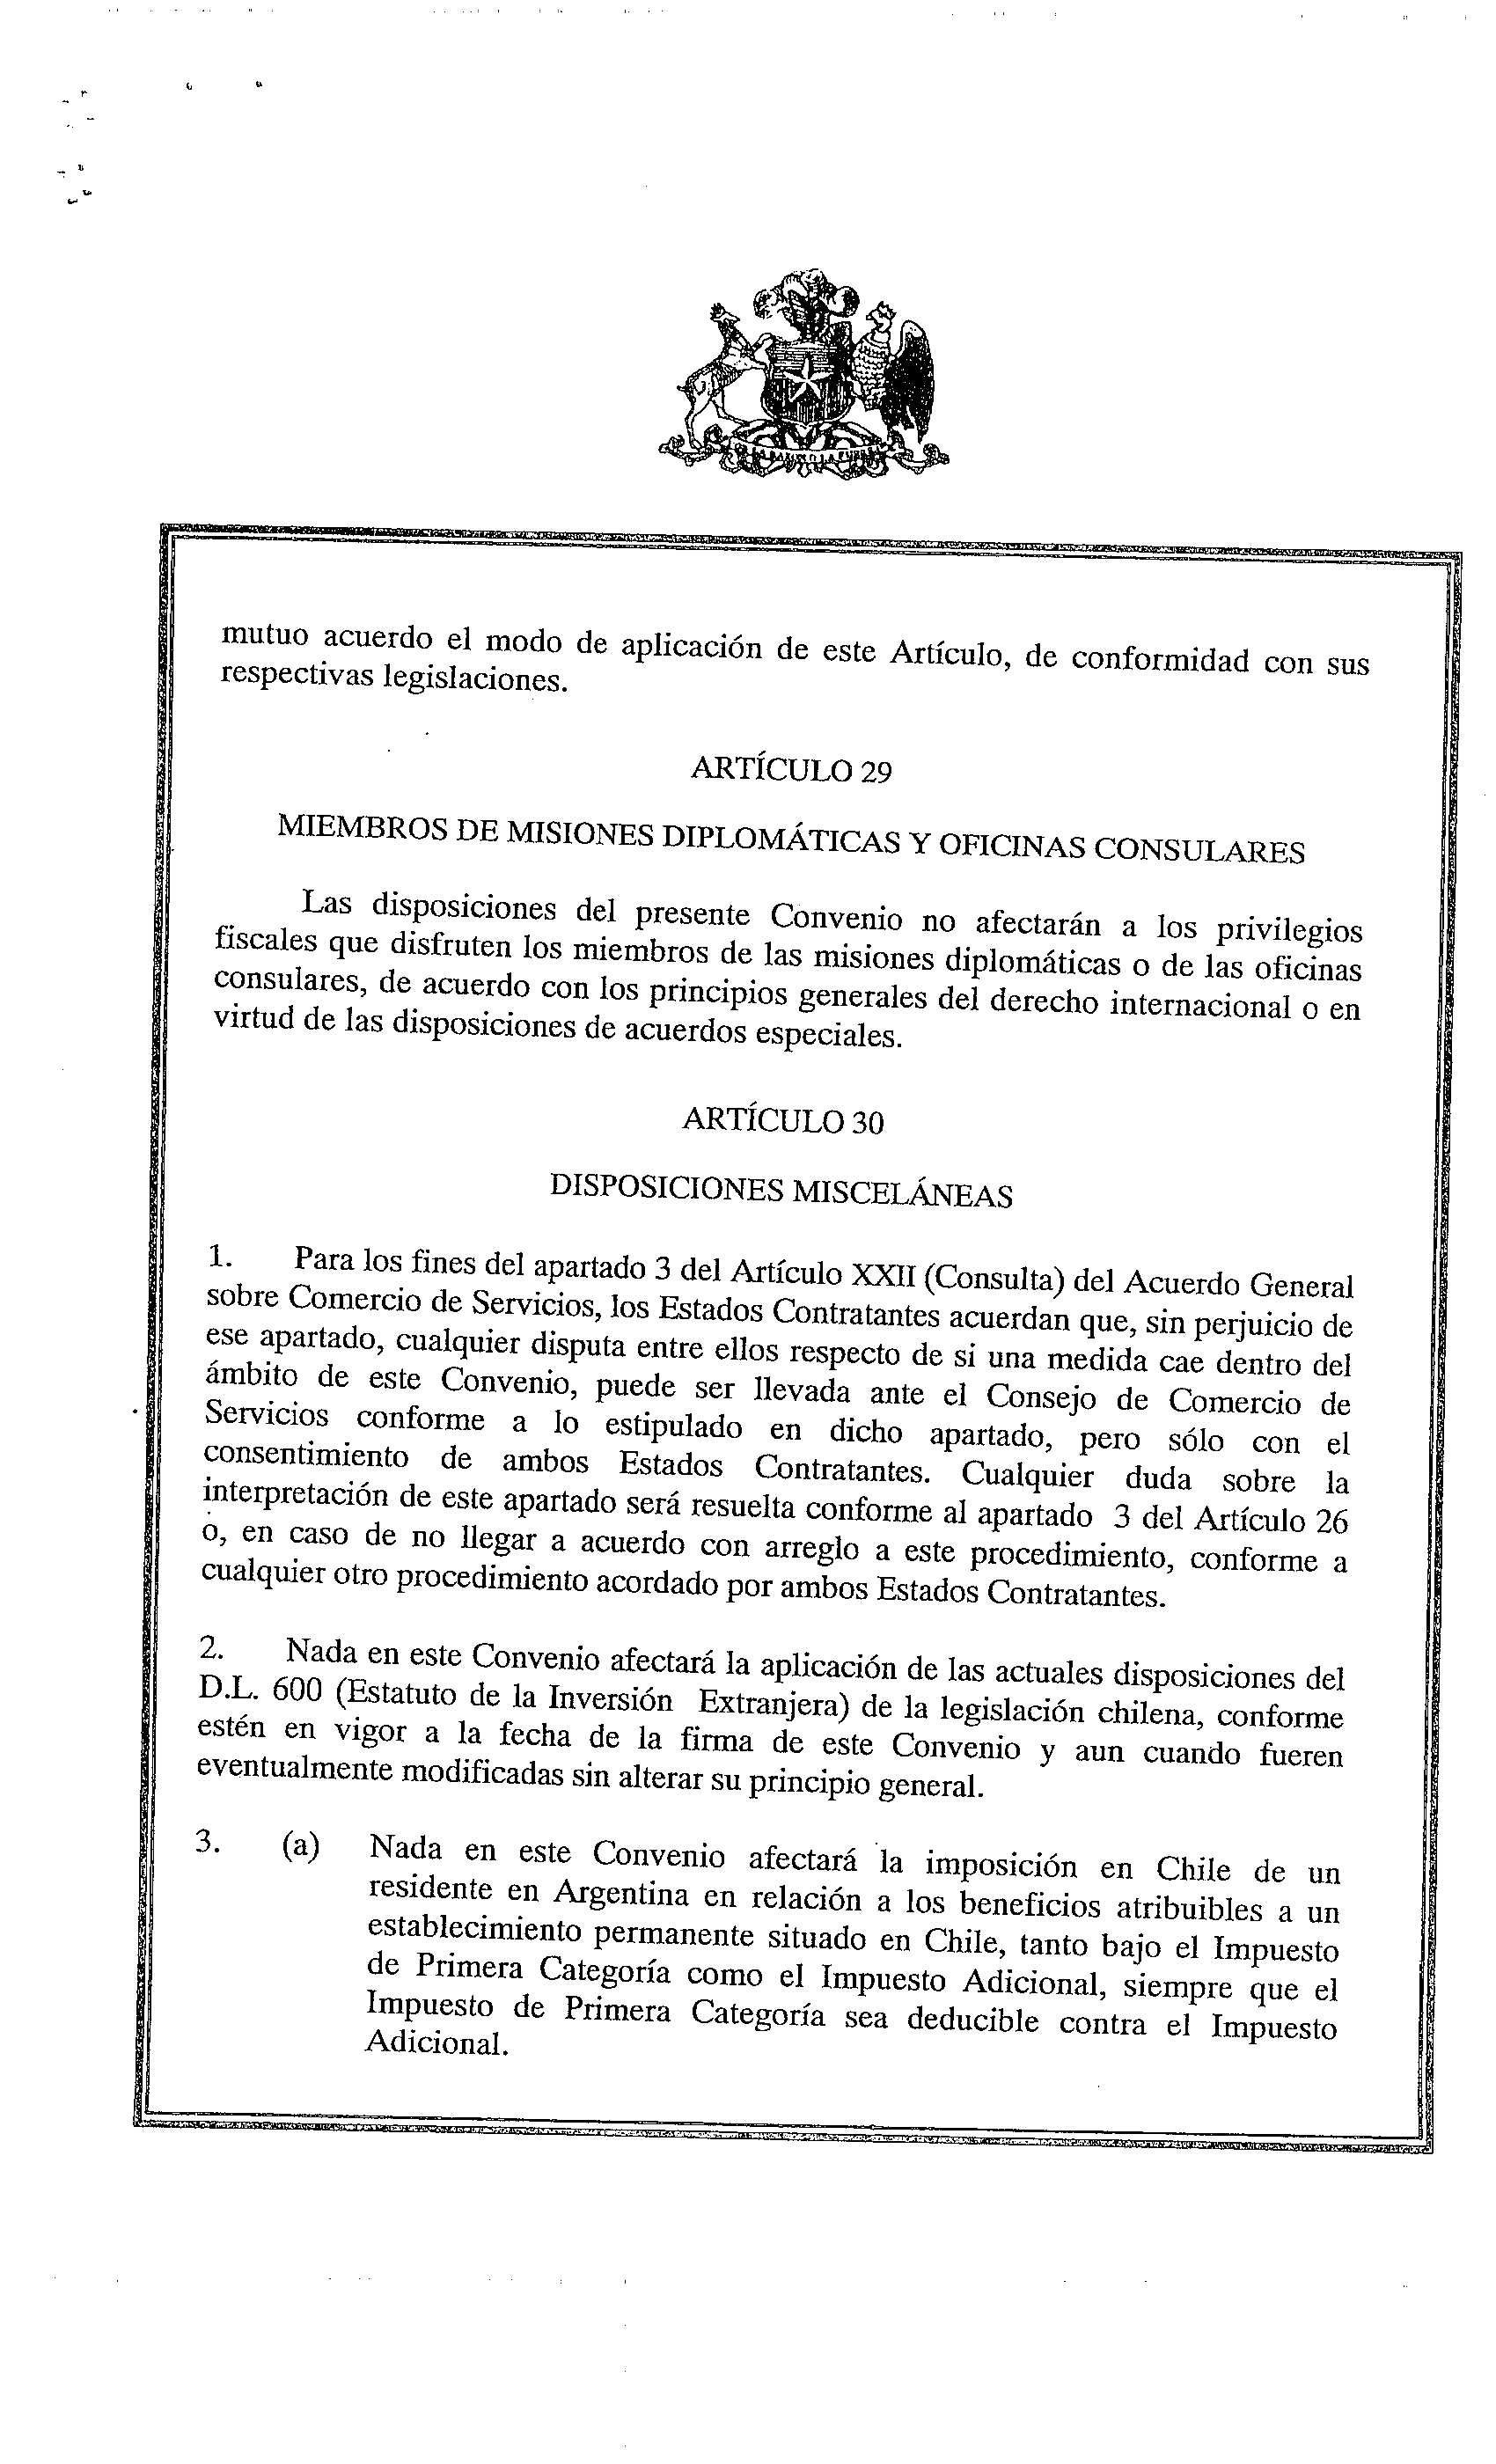 mutuo acuerdo el modo de aplicación de este Artículo, de conformidad con sus
respectivas legislaciones.
ARTÍCULO 29
MIEMBROS DE MISIONES DIPLOMÁTICAS Y OFICINAS CONSULARES
Las disposiciones del presente Convenio no afectarán a los privilegios
fiscales que disfruten los miembros de las misiones diplomáticas o de las oficinas
consulares, de acuerdo con los principios generales del derecho internacional o en
virtud de las disposiciones de acuerdos especiales.
ARTÍCULO 30
DISPOSICIONES MISCELÁNEAS
1. Para los fines del apartado 3 del Artículo XXII (Consulta) del Acuerdo General
sobre Comercio de Servicios, los Estados Contratantes acuerdan que, sin perjuicio de
ese apartado, cualquier disputa entre ellos respecto de si una medida cae dentro del
ámbito de este Convenio, puede ser llevada ante el Consejo de Comercio de
Servicios conforme a lo estipulado en dicho apartado, pero sólo con el
consentimiento de ambos Estados Contratantes. Cualquier duda sobre la
interpretación de este apartado será resuelta conforme al apartado 3 del Artículo 26
o, en caso de no llegar a acuerdo con arreglo a este procedimiento, conforme a
cualquier otro procedimiento acordado por ambos Estados Contratantes.
2. Nada en este Convenio afectará la aplicación de las actuales disposiciones del
D.L. 600 (Estatuto de la Inversión Extranjera) de la legislación chilena, conforme
estén en vigor a la fecha de la firma de este Convenio y aun cuando fueren
eventualmente modificadas sin alterar su principio general.
3. (a) Nada en este Convenio afectará la imposición en Chile de un
residente en Argentina en relación a los beneficios atribuibles a un
establecimiento permanente situado en Chile, tanto bajo el Impuesto
de Primera Categoría como el Impuesto Adicional, siempre que el
Impuesto de Primera Categoría sea deducible contra el Impuesto
Adicional.